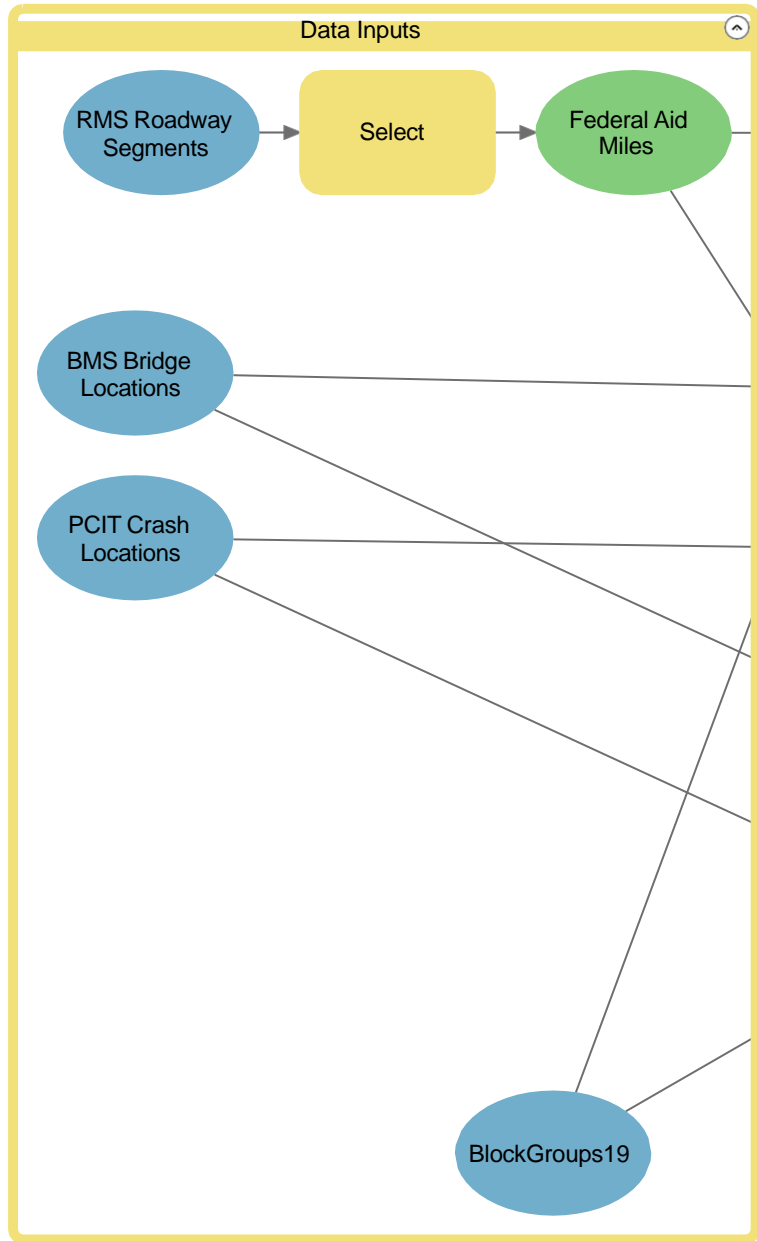 Data Inputs
RMS Roadway
Segments
Select
Federal Aid
Miles
BMS Bridge
Locations
PCIT Crash
Locations
BlockGroups19